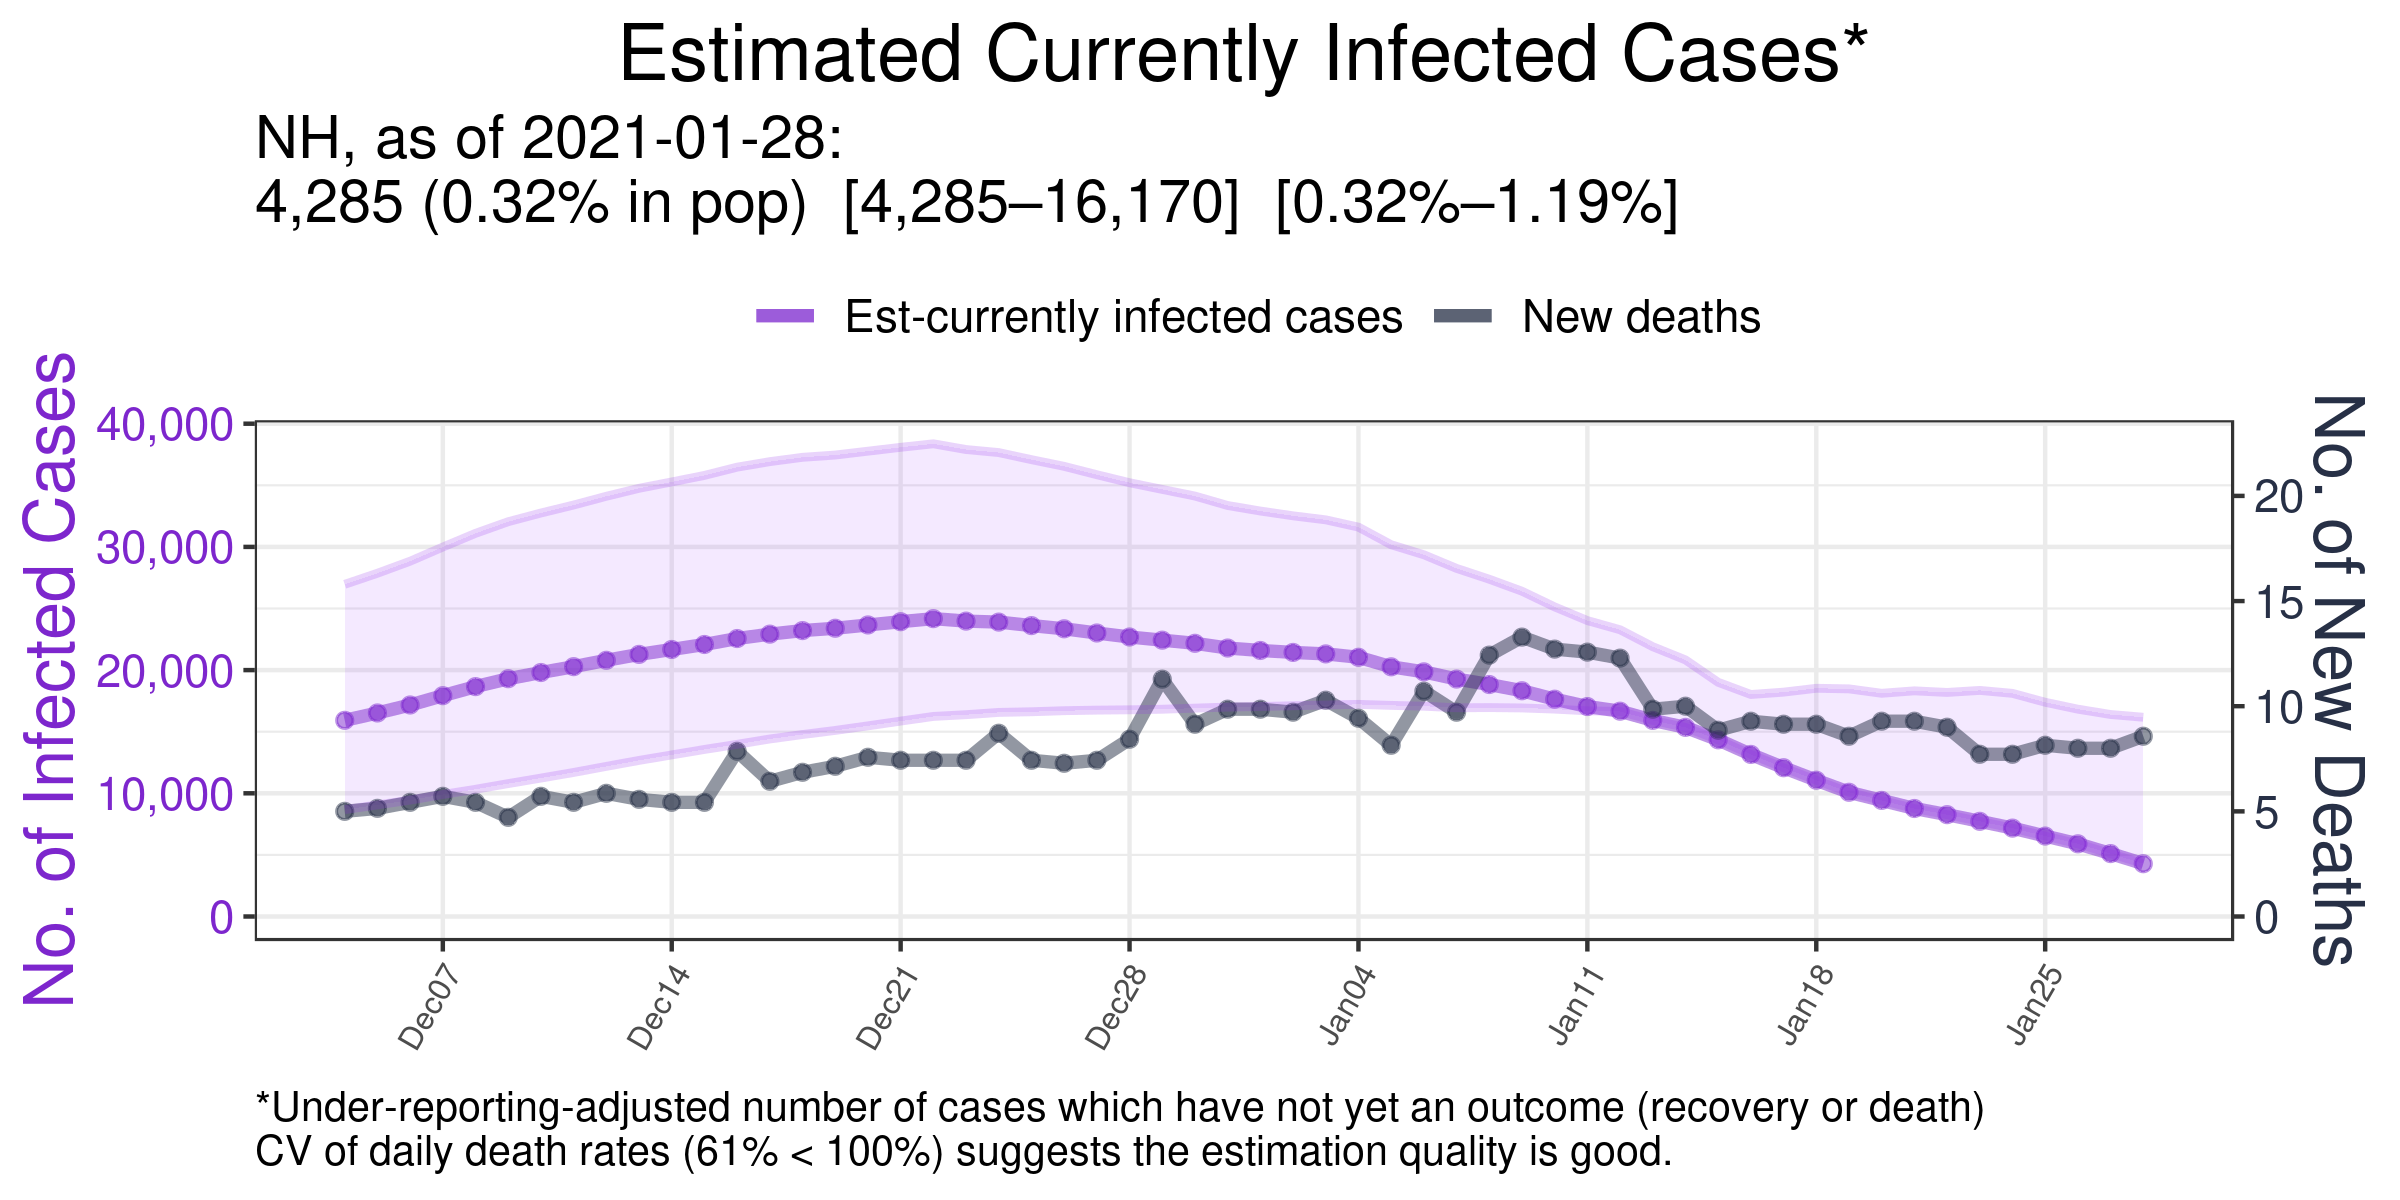 Estimated Currently Infected Cases*
NH, as of 2021-01-28:
4,285 (0.32% in pop)  [4,285–16,170]  [0.32%–1.19%]
Est-currently infected cases
New deaths
No. of Infected Cases
40,000
30,000
20,000
10,000
0
20
15
10
5
0
No. of New Deaths
Dec07
Dec14
Dec21
Dec28
Jan04
Jan11
Jan18
Jan25
*Under-reporting-adjusted number of cases which have not yet an outcome (recovery or death)
CV of daily death rates (61% < 100%) suggests the estimation quality is good.